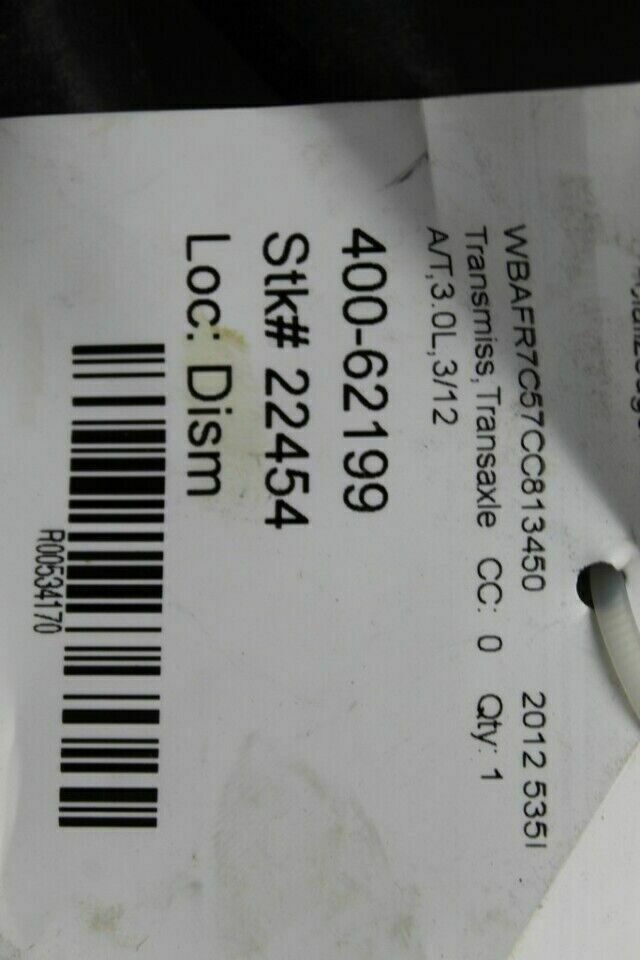 WBAFR7C57CC813450 2012 535I
Transmiss,Transaxle CC: 0 Qty: 1
A/T,3.0L,3/12
400-62199
Stk# 22454
Loc: Dism
R00534170